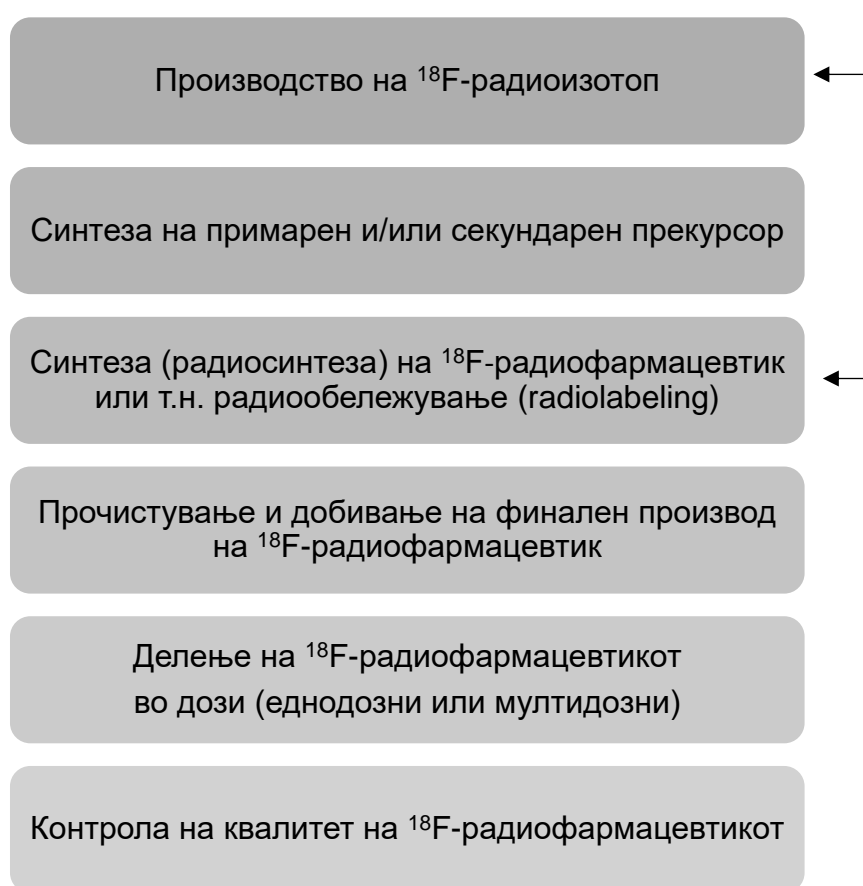 Производство на ¹⁸F-радиоизотоп
Синтеза на примарен и/или секундарен прекурсор
Синтеза (радиосинтеза) на ¹⁸F-радиофармацевтик
или т.н. радиообележување (radiolabeling)
Прочистување и добивање на финален производ
на ¹⁸F-радиофармацевтик
Делење на ¹⁸F-радиофармацевтикот
во дози (еднодозни или мултидозни)
Контрола на квалитет на ¹⁸F-радиофармацевтикот